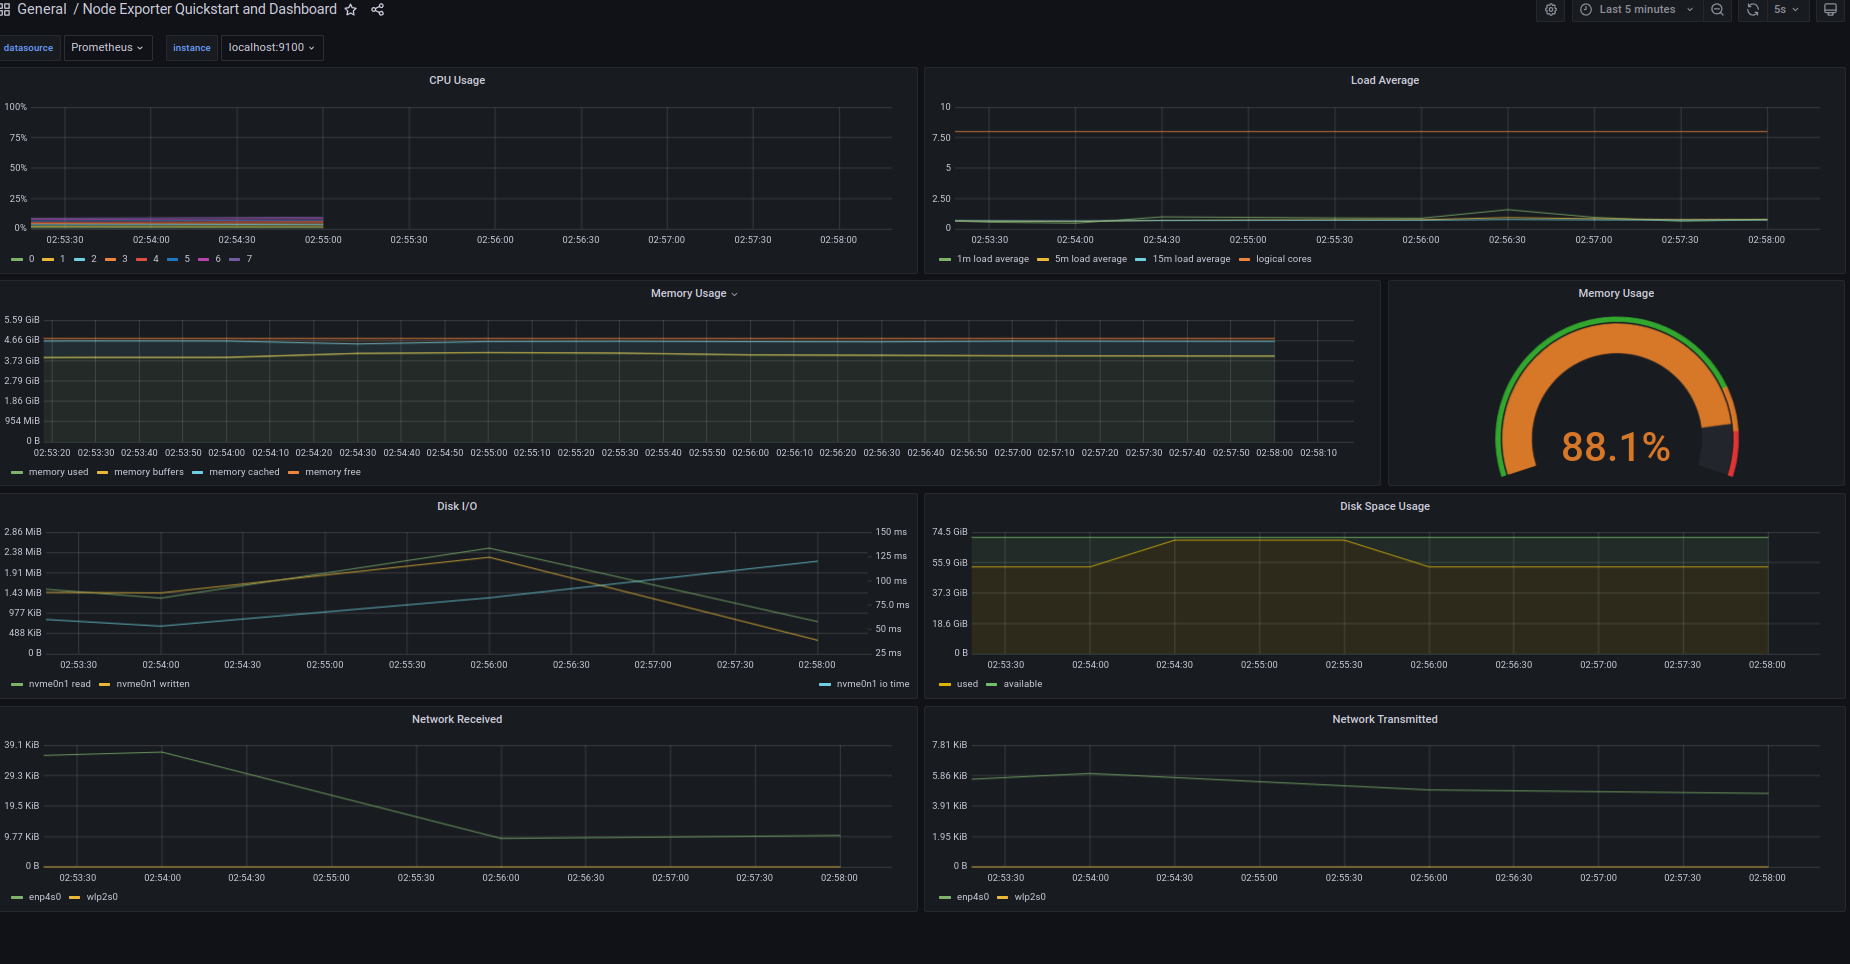 General / Node Exporter Quickstart and Dashboard
Last 5 minutes
5s
datasource Prometheus instance localhost:9100
CPU Usage
100%
75%
50%
25%
0%
02:53:30 02:54:00 02:54:30 02:55:00 02:55:30 02:56:00 02:56:30 02:57:00 02:57:30 02:58:00
0 1 2 3 4 5 6 7
Load Average
10
7.50
5
2.50
0
02:53:30 02:54:00 02:54:30 02:55:00 02:55:30 02:56:00 02:56:30 02:57:00 02:57:30 02:58:00
1m load average 5m load average 15m load average logical cores
Memory Usage
5.59 GiB
4.66 GiB
3.73 GiB
2.79 GiB
1.86 GiB
954 MiB
0 B
02:53:20 02:53:30 02:53:40 02:53:50 02:54:00 02:54:10 02:54:20 02:54:30 02:54:40 02:54:50 02:55:00 02:55:10 02:55:20 02:55:30 02:55:40 02:55:50 02:56:00 02:56:10 02:56:20 02:56:30 02:56:40 02:56:50 02:57:00 02:57:10 02:57:20 02:57:30 02:57:40 02:57:50 02:58:00 02:58:10
memory used memory buffers memory cached memory free
Memory Usage
88.1%
Disk I/O
2.86 MiB
2.38 MiB
1.91 MiB
1.43 MiB
977 KiB
488 KiB
0 B
150 ms
125 ms
100 ms
75.0 ms
50 ms
25 ms
02:53:30 02:54:00 02:54:30 02:55:00 02:55:30 02:56:00 02:56:30 02:57:00 02:57:30 02:58:00
nvme0n1 read nvme0n1 written nvme0n1 io time
Disk Space Usage
74.5 GiB
55.9 GiB
37.3 GiB
18.6 GiB
0 B
02:53:30 02:54:00 02:54:30 02:55:00 02:55:30 02:56:00 02:56:30 02:57:00 02:57:30 02:58:00
used available
Network Received
39.1 KiB
29.3 KiB
19.5 KiB
9.77 KiB
0 B
02:53:30 02:54:00 02:54:30 02:55:00 02:55:30 02:56:00 02:56:30 02:57:00 02:57:30 02:58:00
enp4s0 wlp2s0
Network Transmitted
7.81 KiB
5.86 KiB
3.91 KiB
1.95 KiB
0 B
02:53:30 02:54:00 02:54:30 02:55:00 02:55:30 02:56:00 02:56:30 02:57:00 02:57:30 02:58:00
enp4s0 wlp2s0